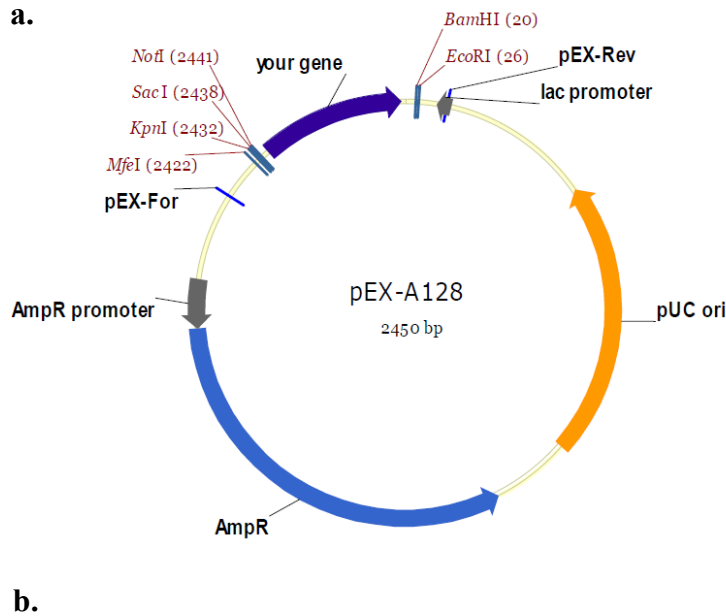 a.
BamHI (20)
NotI (2441)
your gene
EcoRI (26)
pEX-Rev
SacI (2438)
lac promoter
KpnI (2432)
MfeI (2422)
pEX-For
pEX-A128
AmpR promoter
2450 bp
pUC ori
AmpR
b.